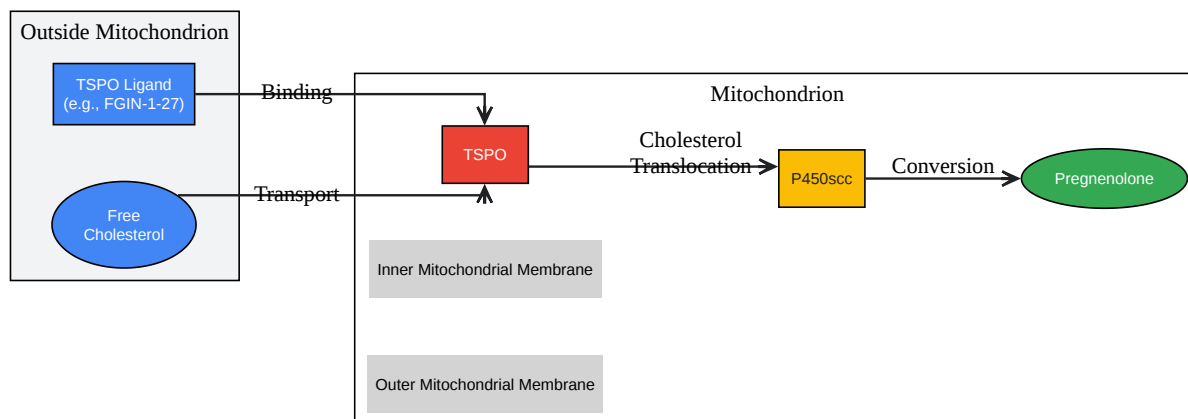 Outside Mitochondrion
TSPO Ligand
(e.g., FGIN-1-27)
Free
Cholesterol
Binding
Transport
Mitochondrion
TSPO
Cholesterol
Translocation
P450scc
Conversion
Pregnenolone
Inner Mitochondrial Membrane
Outer Mitochondrial Membrane